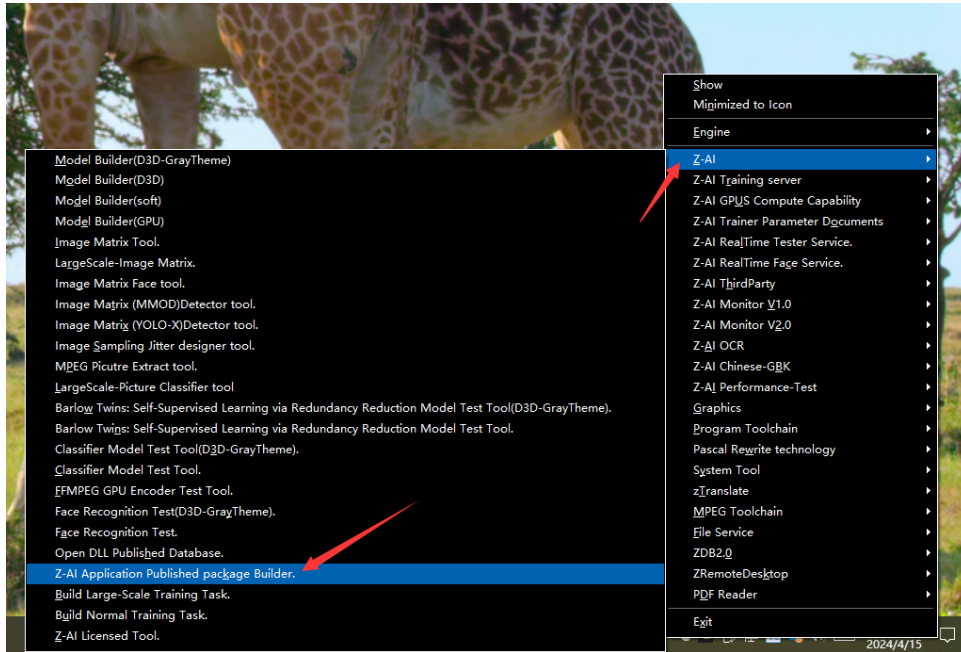 Show
Minimized to Icon
Engine
Z-AI
Z-AI Training server
Z-AI GPUS Compute Capability
Z-AI Trainer Parameter Documents
Z-AI RealTime Tester Service.
Z-AI RealTime Face Service.
Z-AI ThirdParty
Z-AI Monitor V1.0
Z-AI Monitor V2.0
Z-AI OCR
Z-AI Chinese-GBK
Z-AI Performance-Test
Graphics
Program Toolchain
Pascal Rewrite technology
System Tool
zTranslate
MPEG Toolchain
File Service
ZDB2.0
ZRemoteDesktop
PDF Reader
Exit
Model Builder(D3D-GrayTheme)
Model Builder(D3D)
Model Builder(soft)
Model Builder(GPU)
Image Matrix Tool.
LargeScale-Image Matrix.
Image Matrix Face tool.
Image Matrix (MMOD)Detector tool.
Image Matrix (YOLO-X)Detector tool.
Image Sampling Jitter designer tool.
MPEG Picutre Extract tool.
LargeScale-Picture Classifier tool
Barlow Twins: Self-Supervised Learning via Redundancy Reduction Model Test Tool(D3D-GrayTheme).
Barlow Twins: Self-Supervised Learning via Redundancy Reduction Model Test Tool.
Classifier Model Test Tool(D3D-GrayTheme).
Classifier Model Test Tool.
FFMPEG GPU Encoder Test Tool.
Face Recognition Test(D3D-GrayTheme).
Face Recognition Test.
Open DLL Published Database.
Z-AI Application Published package Builder.
Build Large-Scale Training Task.
Build Normal Training Task.
Z-AI Licensed Tool.
2024/4/15